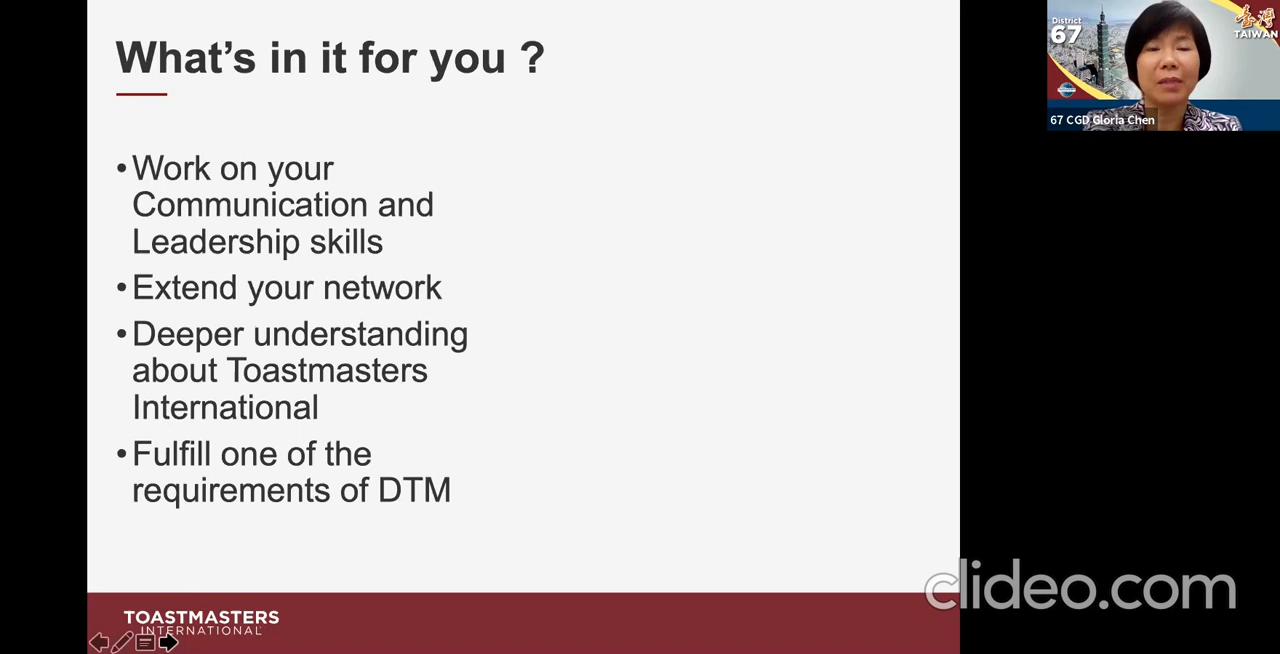 What's in it for you ?
•Work on your
Communication and
Leadership skills
•Extend your network
•Deeper understanding
about Toastmasters
International
•Fulfill one of the
requirements of DTM
TOASTMASTERS
INTERNATIONAL
District
67
臺灣
TAIWAN
67 CGD Gloria Chen
clideo.com